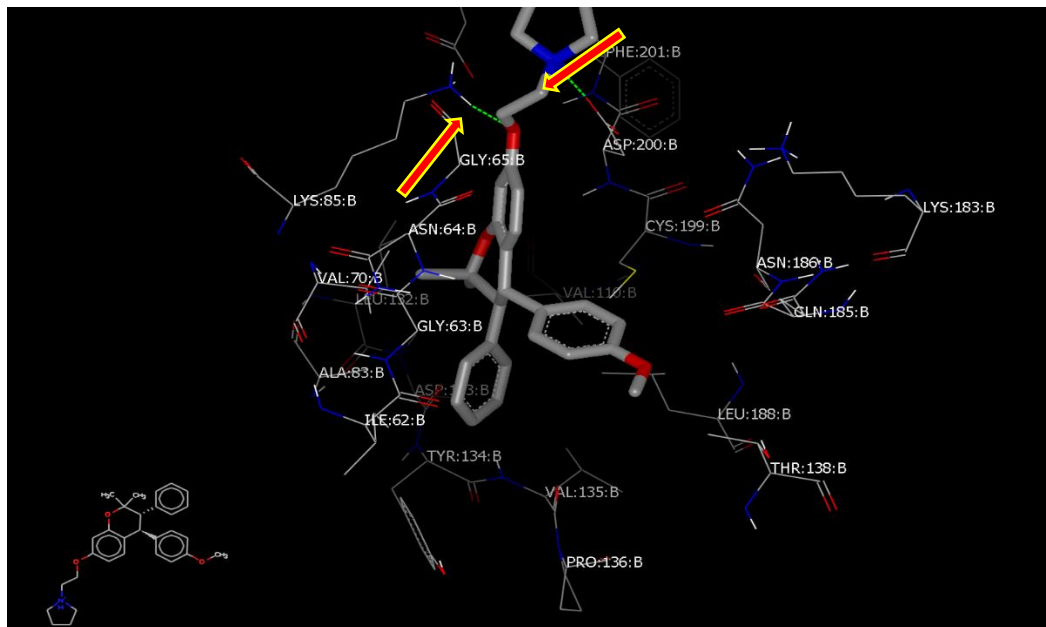 PHE:201:B
ASP:200:B
GLY:65:B
LYS:85:B
LYS:183:B
ASN:64:B
CYS:199:B
VAL:70:B
ASN:186:B
LEU:132:B
VAL:110:B
GLN:185:B
GLY:63:B
ALA:83:B
ASP:133:B
ILE:62:B
LEU:188:B
TYR:134:B
THR:138:B
VAL:135:B
PRO:136:B
H₃C
CH₃
O
O
O
CH₃
N
H